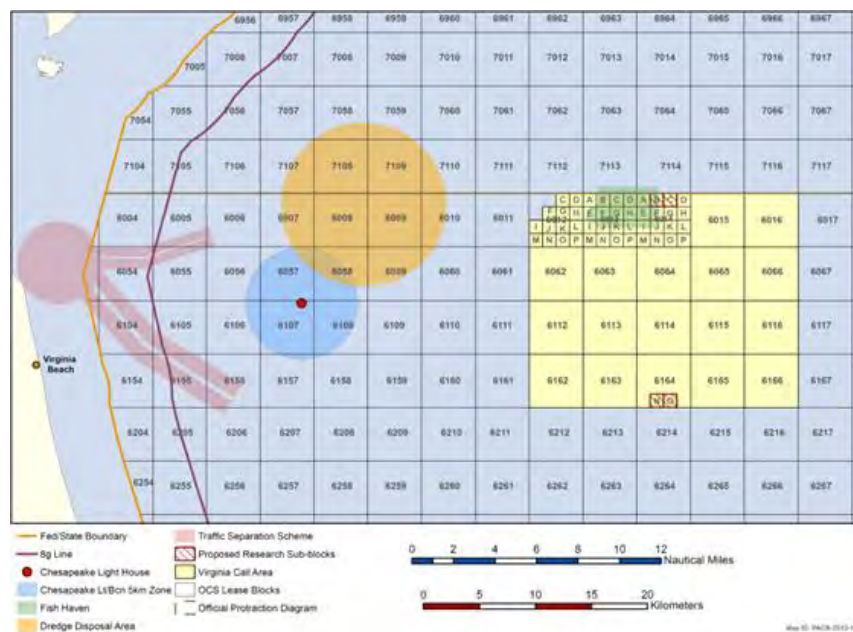 6956 6957 6958 6959 6960 6961 6962 6963 6964 6965 6966 6967
7005 7006 7007 7008 7009 7010 7011 7012 7013 7014 7015 7016 7017
7054 7055 7056 7057 7058 7059 7060 7061 7062 7063 7064 7065 7066 7067
7104 7105 7106 7107 7108 7109 7110 7111 7112 7113 7114 7115 7116 7117
C D A B C D A D
6004 6005 6006 6007 6008 6009 6010 6011 6015 6016 6017
M N O P M N O P M N O P
6054 6055 6056 6057 6058 6059 6060 6061 6062 6063 6064 6065 6066 6067
6104 6105 6106 6107 6108 6109 6110 6111 6112 6113 6114 6115 6116 6117
Virginia
Beach
6154 6155 6156 6157 6158 6159 6160 6161 6162 6163 6164 6165 6166 6167
6204 6205 6206 6207 6208 6209 6210 6211 6212 6213 6214 6215 6216 6217
6254 6255 6256 6257 6258 6259 6260 6261 6262 6263 6264 6265 6266 6267
Fed/State Boundary
8g Line
Chesapeake Light House
Chesapeake Lt/Bcn 5km Zone
Fish Haven
Dredge Disposal Area
Traffic Separation Scheme
Proposed Research Sub-blocks
Virginia Call Area
OCS Lease Blocks
Official Protraction Diagram
0 2 4 6 8 10 12
Nautical Miles
0 5 10 15 20
Kilometers